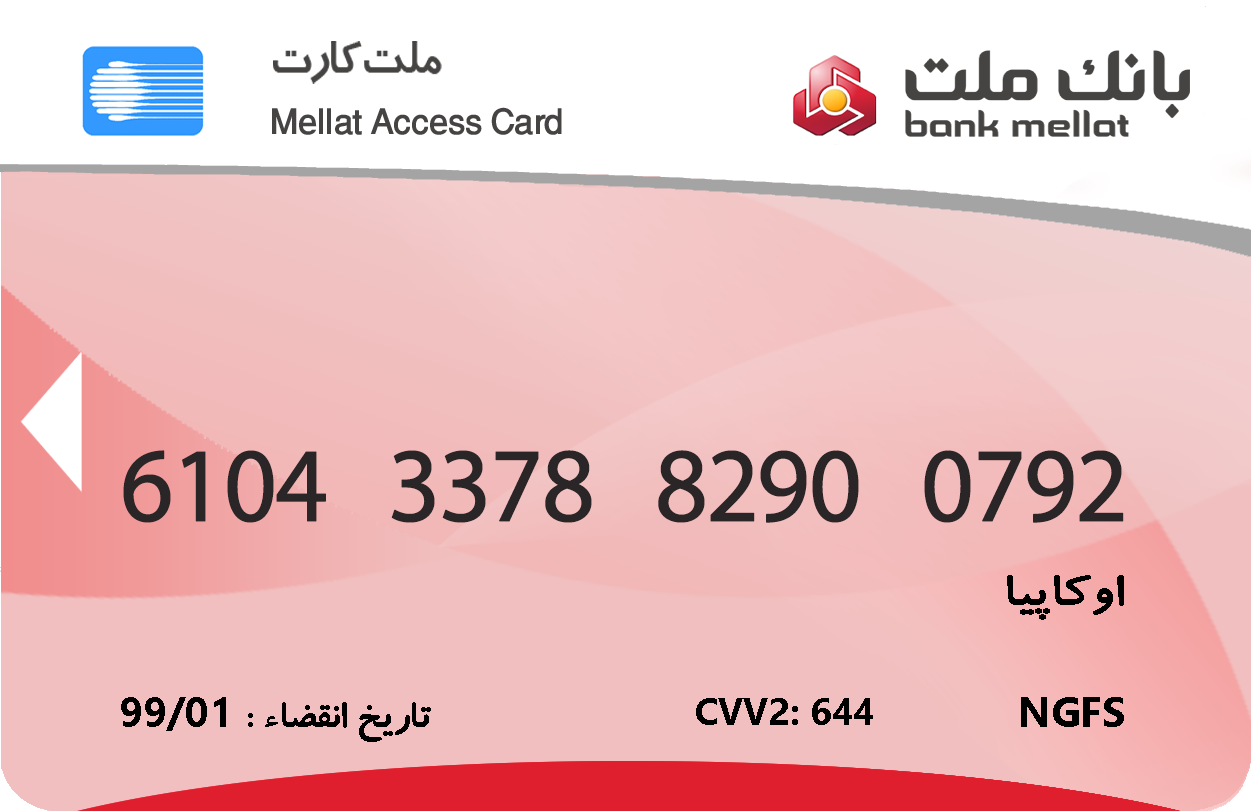 ملت کارت
Mellat Access Card
بانك ملت
bank mellat
6104 3378 8290 0792
اوکاپیا
تاریخ انقضاء : 99/01
CVV2: 644
NGFS